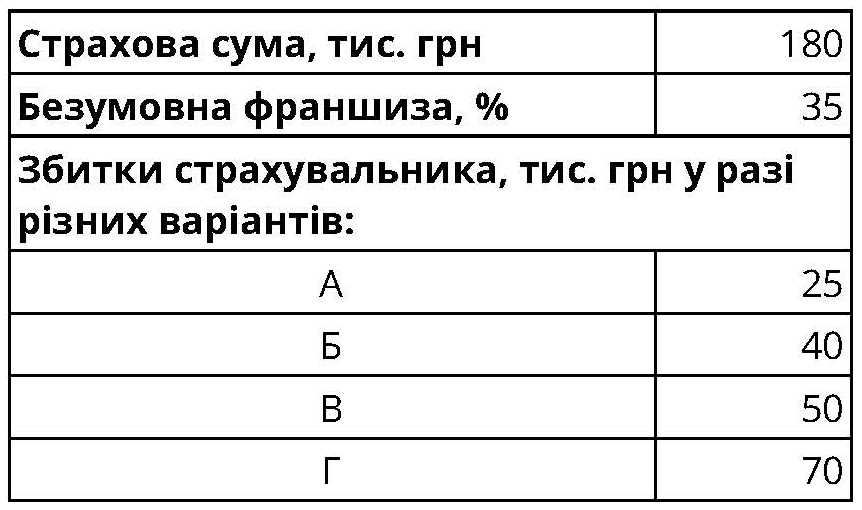 Страхова сума, тис. грн 180
Безумовна франшиза, % 35
Збитки страхувальника, тис. грн у разі
різних варіантів:
А 25
Б 40
В 50
Г 70